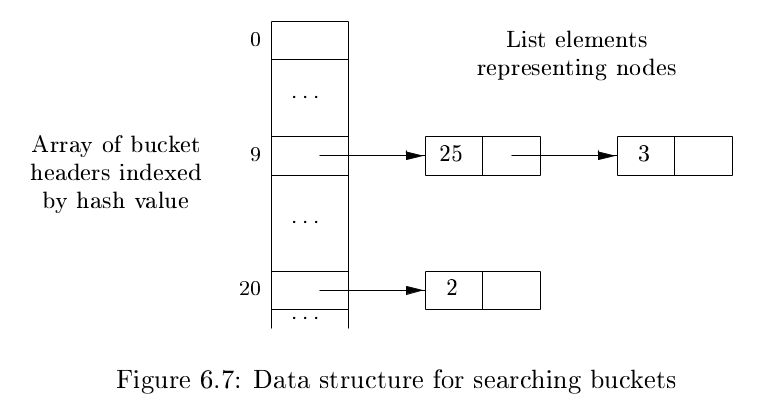 0
List elements
representing nodes
. . .
Array of bucket
headers indexed
by hash value
9
25
3
. . .
20
2
. . .
Figure 6.7: Data structure for searching buckets